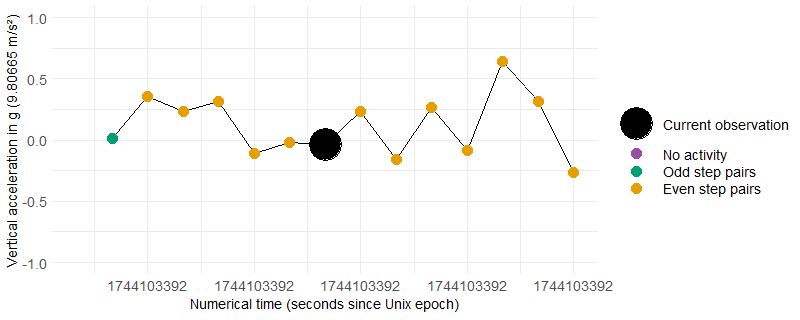 Vertical acceleration in g (9.80665 m/s²)
1.0
0.5
0.0
-0.5
-1.0
1744103392 1744103392 1744103392 1744103392 1744103392
Numerical time (seconds since Unix epoch)
Current observation
No activity
Odd step pairs
Even step pairs